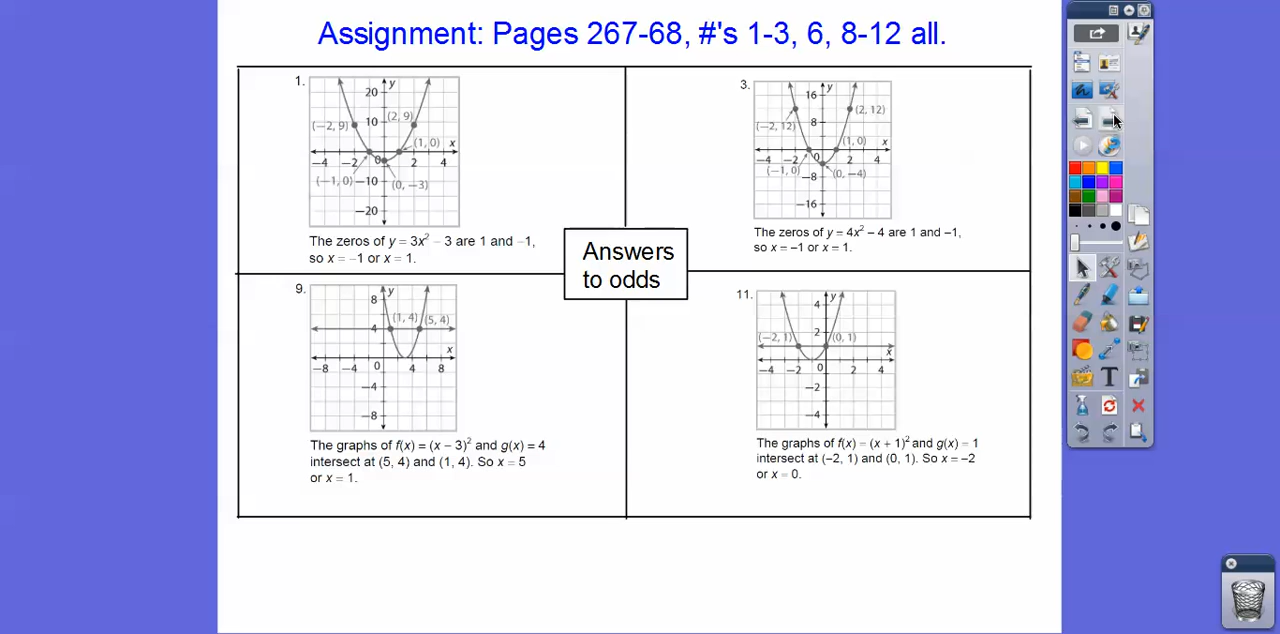 Assignment: Pages 267-68, #'s 1-3, 6, 8-12 all.
1.
y
20
(2, 9)
(−2, 9)
10
(1, 0)
x
−4 −2 0 2 4
(−1, 0)
−10
(0, −3)
−20
The zeros of y = 3x² − 3 are 1 and −1,
so x = −1 or x = 1.
3.
y
16
(2, 12)
(−2, 12)
8
(1, 0)
x
−4 −2 0 2 4
(−1, 0)
−8
(0, −4)
−16
The zeros of y = 4x² − 4 are 1 and −1,
so x = −1 or x = 1.
Answers
to odds
9.
y
8
(1, 4)
(5, 4)
4
x
−8 −4 0 4 8
−4
−8
The graphs of f(x) = (x − 3)² and g(x) = 4
intersect at (5, 4) and (1, 4). So x = 5
or x = 1.
11.
y
4
2
(−2, 1)
(0, 1)
x
−4 −2 0 2 4
−2
−4
The graphs of f(x) = (x + 1)² and g(x) = 1
intersect at (−2, 1) and (0, 1). So x = −2
or x = 0.
T